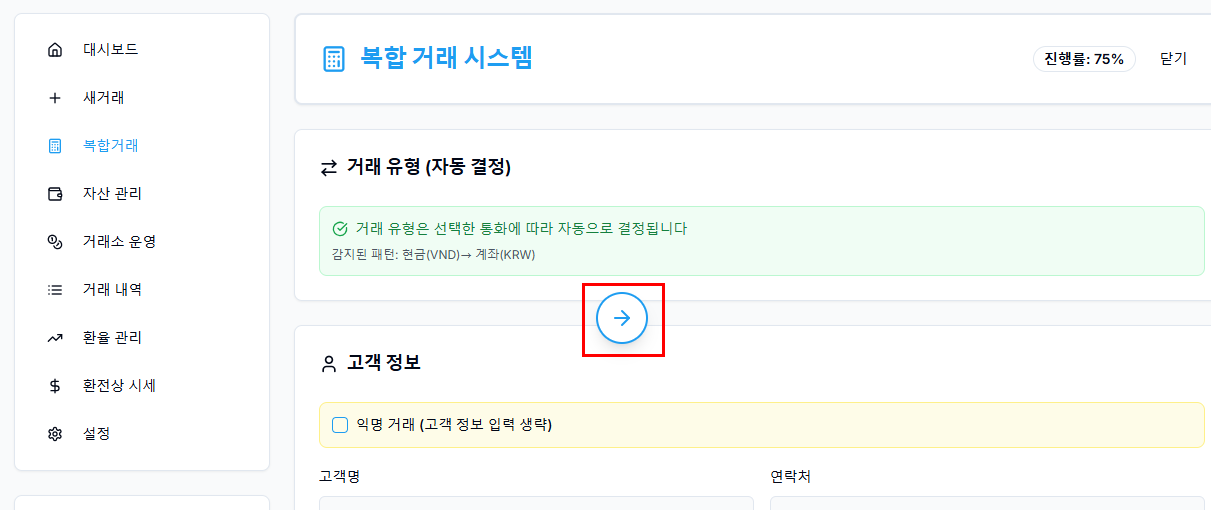 대시보드
새거래
복합거래
자산 관리
거래소 운영
거래 내역
환율 관리
환전상 시세
설정
복합 거래 시스템
진행률: 75%
닫기
거래 유형 (자동 결정)
거래 유형은 선택한 통화에 따라 자동으로 결정됩니다
감지된 패턴: 현금(VND)→ 계좌(KRW)
고객 정보
익명 거래 (고객 정보 입력 생략)
고객명
연락처